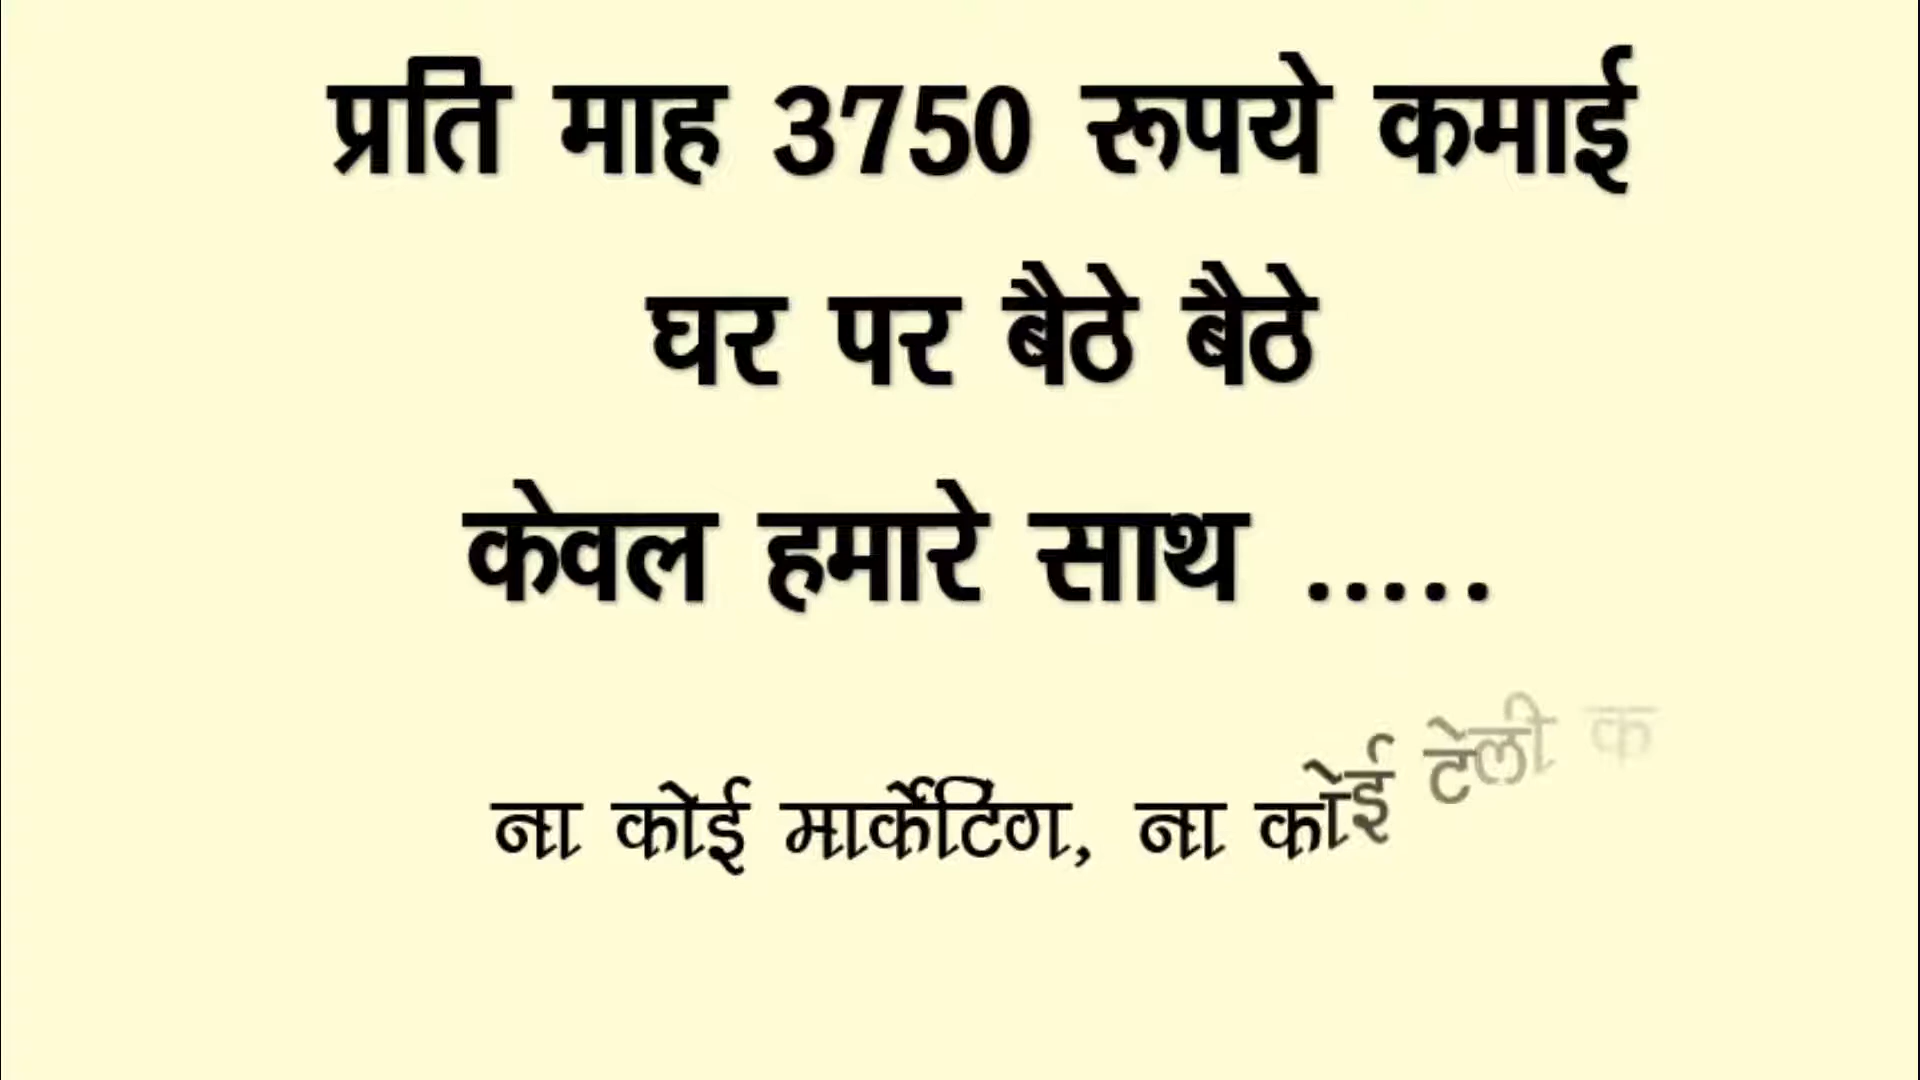 प्रति माह 3750 रूपये कमाई
घर पर बैठे बैठे
केवल हमारे साथ .....
ना कोई मार्केटिंग, ना कोई टेली क